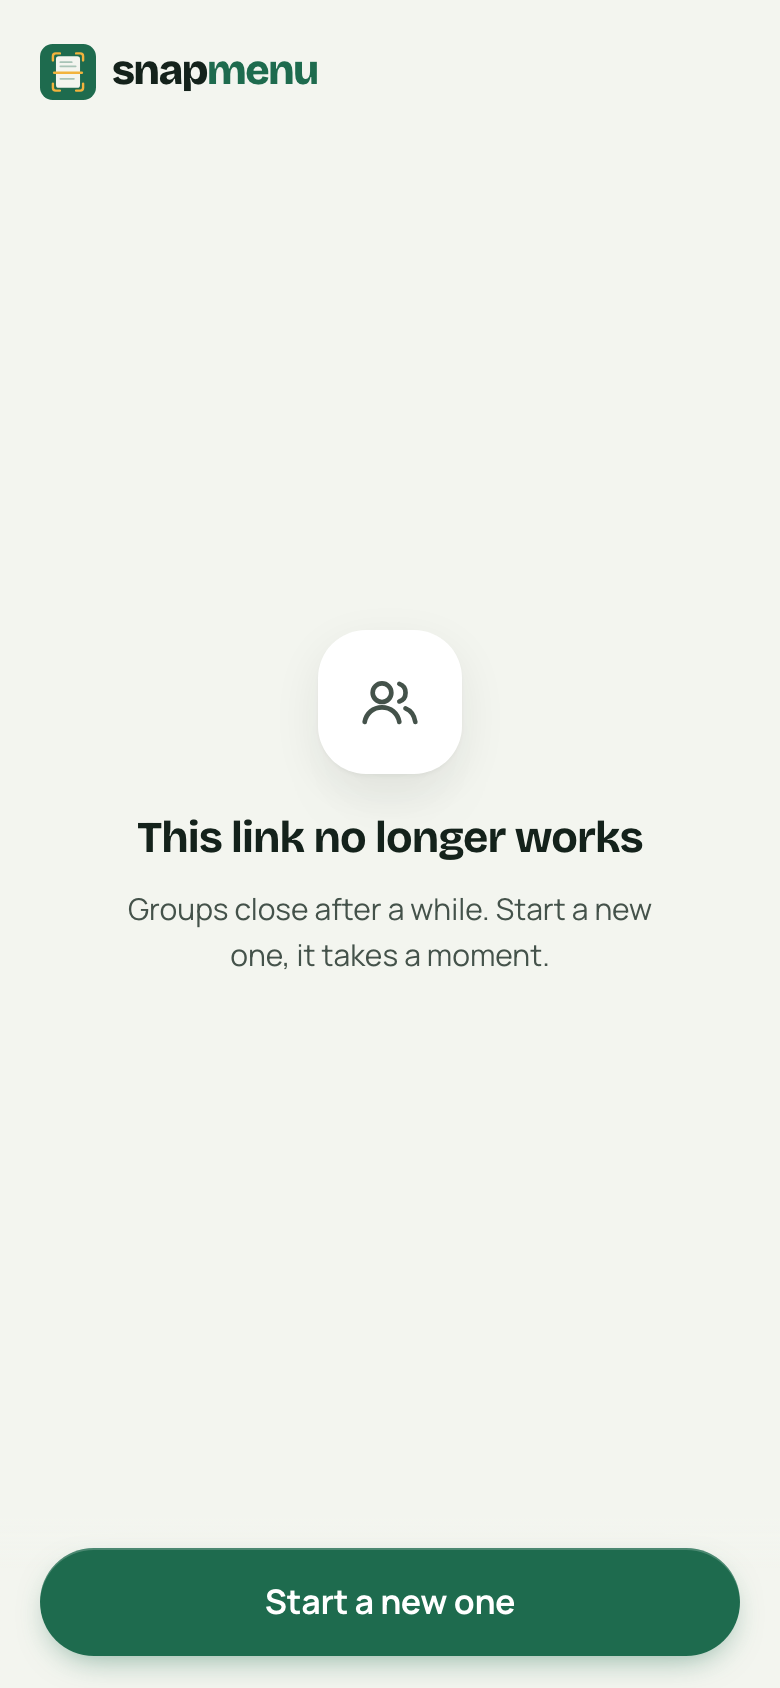 snapmenu
This link no longer works
Groups close after a while. Start a new
one, it takes a moment.
Start a new one